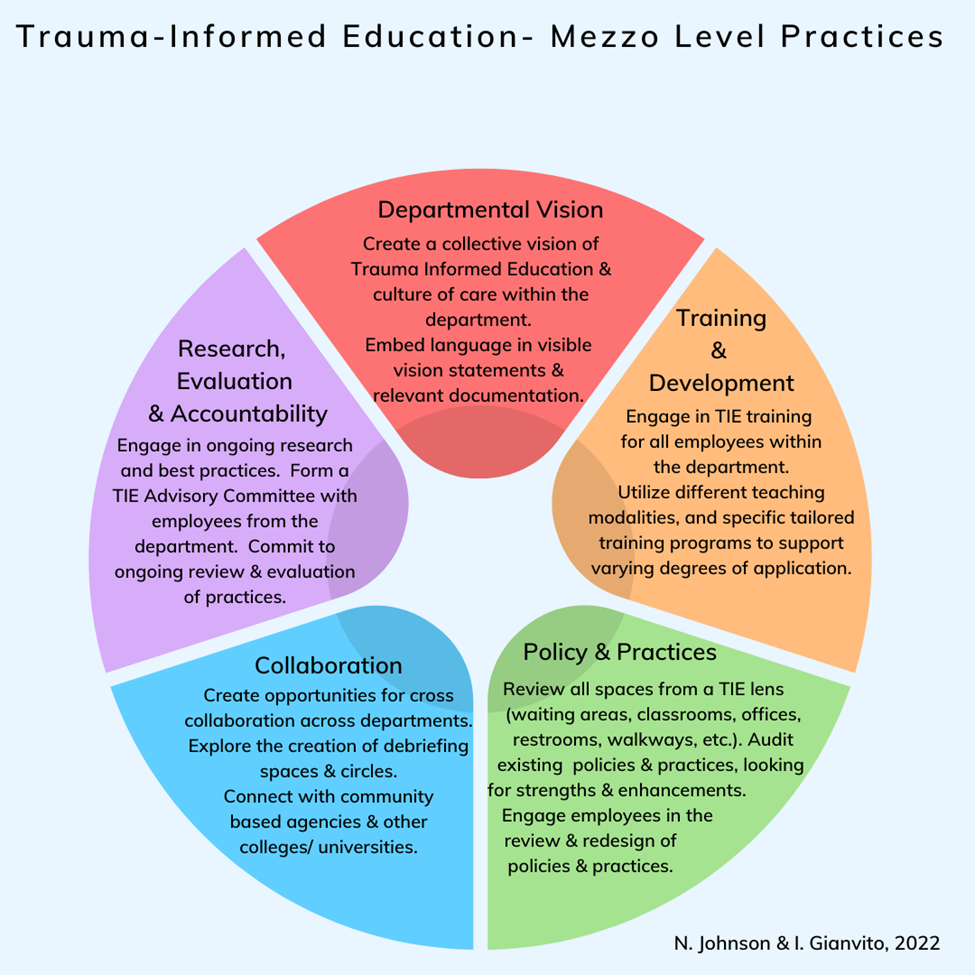 Trauma-Informed Education- Mezzo Level Practices
Departmental Vision
Create a collective vision of
Trauma Informed Education &
culture of care within the
department.
Embed language in visible
vision statements &
relevant documentation.
Training
&
Development
Engage in TIE training
for all employees within
the department.
Utilize different teaching
modalities, and specific tailored
training programs to support
varying degrees of application.
Policy & Practices
Review all spaces from a TIE lens
(waiting areas, classrooms, offices,
restrooms, walkways, etc.). Audit
existing policies & practices, looking
for strengths & enhancements.
Engage employees in the
review & redesign of
policies & practices.
Collaboration
Create opportunities for cross
collaboration across departments.
Explore the creation of debriefing
spaces & circles.
Connect with community
based agencies & other
colleges/ universities.
Research,
Evaluation
& Accountability
Engage in ongoing research
and best practices. Form a
TIE Advisory Committee with
employees from the
department. Commit to
ongoing review & evaluation
of practices.
N. Johnson & I. Gianvito, 2022